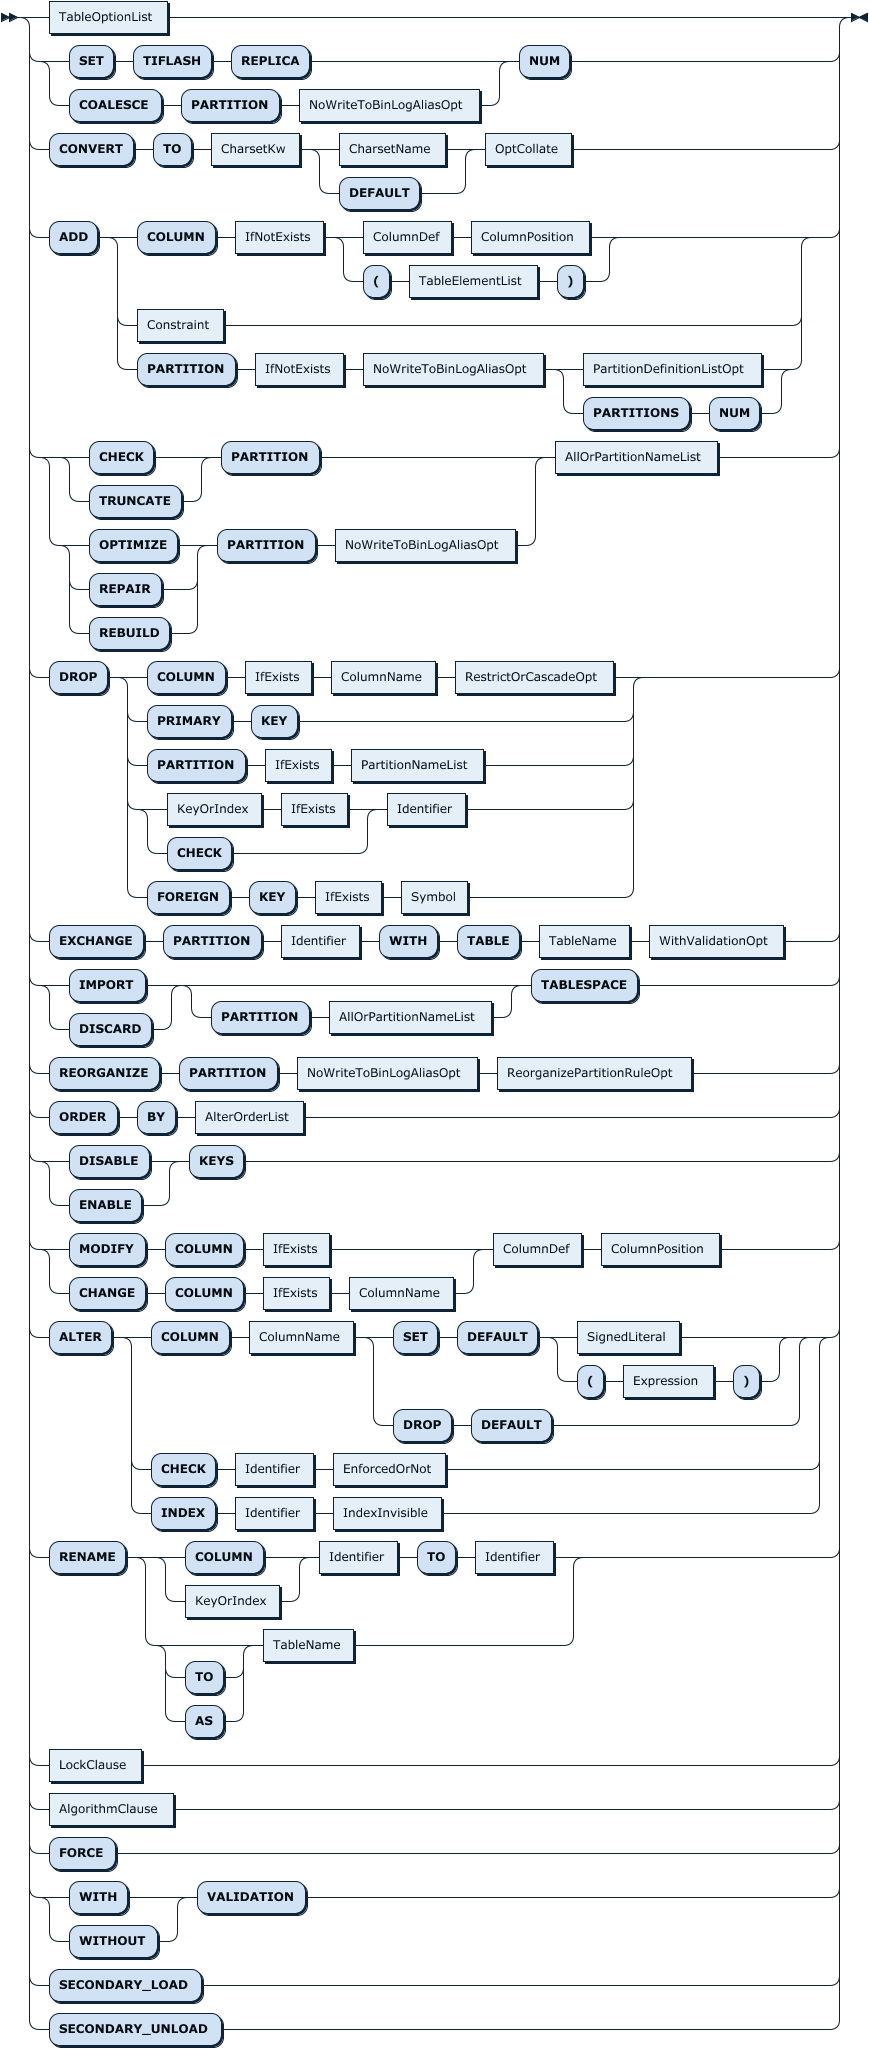 TableOptionList
SET TIFLASH REPLICA NUM
COALESCE PARTITION NoWriteToBinLogAliasOpt
CONVERT TO CharsetKw CharsetName OptCollate
DEFAULT
ADD COLUMN IfNotExists ColumnDef ColumnPosition
( TableElementList )
Constraint
PARTITION IfNotExists NoWriteToBinLogAliasOpt PartitionDefinitionListOpt
PARTITIONS NUM
CHECK PARTITION AllOrPartitionNameList
TRUNCATE
OPTIMIZE PARTITION NoWriteToBinLogAliasOpt
REPAIR
REBUILD
DROP COLUMN IfExists ColumnName RestrictOrCascadeOpt
PRIMARY KEY
PARTITION IfExists PartitionNameList
KeyOrIndex IfExists Identifier
CHECK
FOREIGN KEY IfExists Symbol
EXCHANGE PARTITION Identifier WITH TABLE TableName WithValidationOpt
IMPORT TABLESPACE
DISCARD PARTITION AllOrPartitionNameList
REORGANIZE PARTITION NoWriteToBinLogAliasOpt ReorganizePartitionRuleOpt
ORDER BY AlterOrderList
DISABLE KEYS
ENABLE
MODIFY COLUMN IfExists ColumnDef ColumnPosition
CHANGE COLUMN IfExists ColumnName
ALTER COLUMN ColumnName SET DEFAULT SignedLiteral
( Expression )
DROP DEFAULT
CHECK Identifier EnforcedOrNot
INDEX Identifier IndexInvisible
RENAME COLUMN Identifier TO Identifier
KeyOrIndex
TableName
TO
AS
LockClause
AlgorithmClause
FORCE
WITH VALIDATION
WITHOUT
SECONDARY_LOAD
SECONDARY_UNLOAD